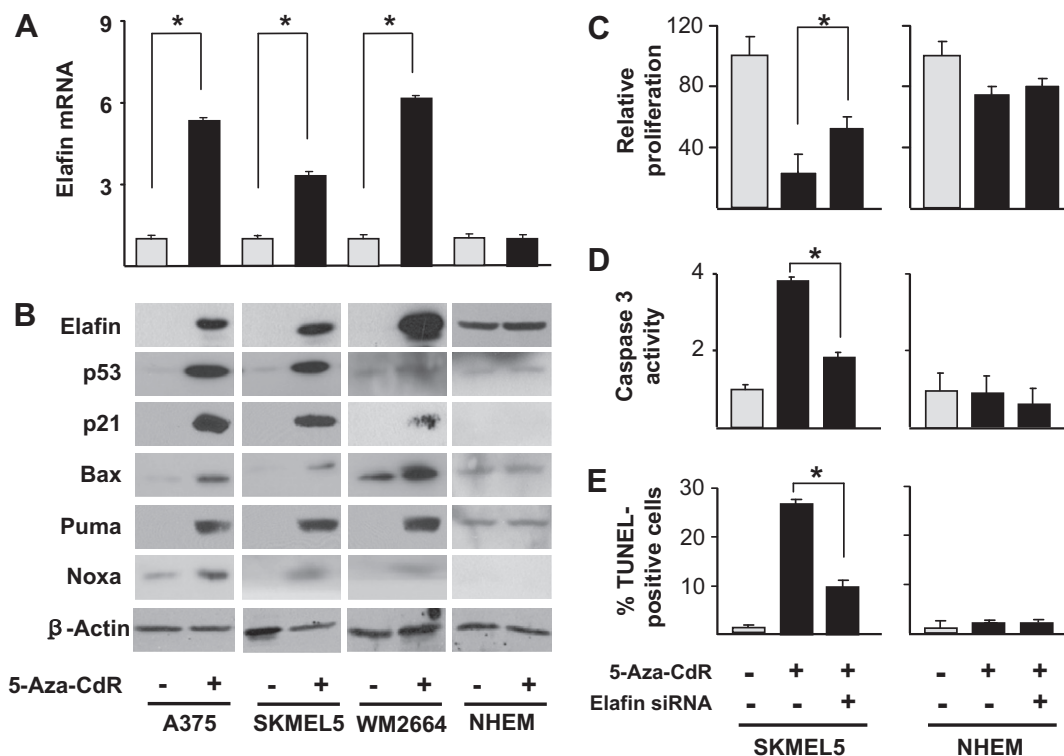 A
Elafin mRNA
9
6
3
* * *
B
Elafin
p53
p21
Bax
Puma
Noxa
β-Actin
5-Aza-CdR - + - + - + - +
A375 SKMEL5 WM2664 NHEM
C
Relative
proliferation
120
80
40
*
D
Caspase 3
activity
4
2
*
E
% TUNEL-
positive cells
30
20
10
*
5-Aza-CdR - + + - + +
Elafin siRNA - - + - - +
SKMEL5 NHEM